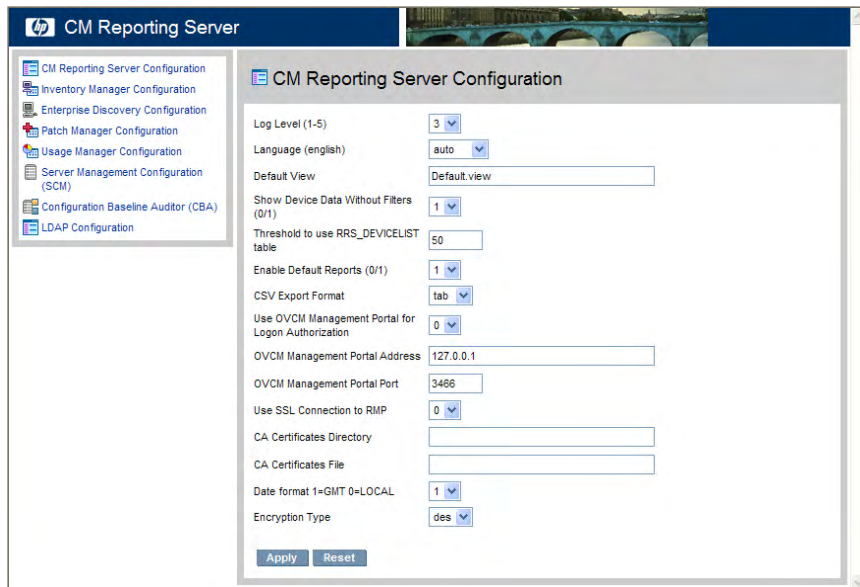 hp CM Reporting Server
CM Reporting Server Configuration
Inventory Manager Configuration
Enterprise Discovery Configuration
Patch Manager Configuration
Usage Manager Configuration
Server Management Configuration
(SCM)
Configuration Baseline Auditor (CBA)
LDAP Configuration
CM Reporting Server Configuration
Log Level (1-5) 3
Language (english) auto
Default View Default.view
Show Device Data Without Filters
(0/1) 1
Threshold to use RRS_DEVICELIST
table 50
Enable Default Reports (0/1) 1
CSV Export Format tab
Use OVCM Management Portal for
Logon Authorization 0
OVCM Management Portal Address 127.0.0.1
OVCM Management Portal Port 3466
Use SSL Connection to RMP 0
CA Certificates Directory
CA Certificates File
Date format 1=GMT 0=LOCAL 1
Encryption Type des
Apply Reset